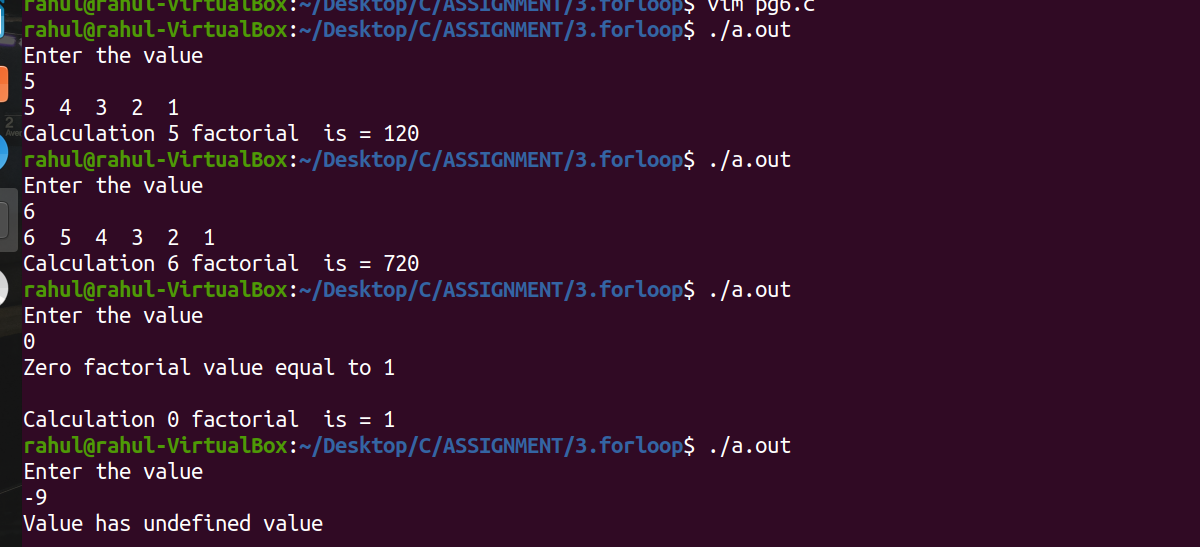 rahul@rahul-VirtualBox:~/Desktop/C/ASSIGNMENT/3.forloop$ vim pg6.c
rahul@rahul-VirtualBox:~/Desktop/C/ASSIGNMENT/3.forloop$ ./a.out
Enter the value
5
5  4  3  2  1
Calculation 5 factorial  is = 120
rahul@rahul-VirtualBox:~/Desktop/C/ASSIGNMENT/3.forloop$ ./a.out
Enter the value
6
6  5  4  3  2  1
Calculation 6 factorial  is = 720
rahul@rahul-VirtualBox:~/Desktop/C/ASSIGNMENT/3.forloop$ ./a.out
Enter the value
0
Zero factorial value equal to 1

Calculation 0 factorial  is = 1
rahul@rahul-VirtualBox:~/Desktop/C/ASSIGNMENT/3.forloop$ ./a.out
Enter the value
-9
Value has undefined value